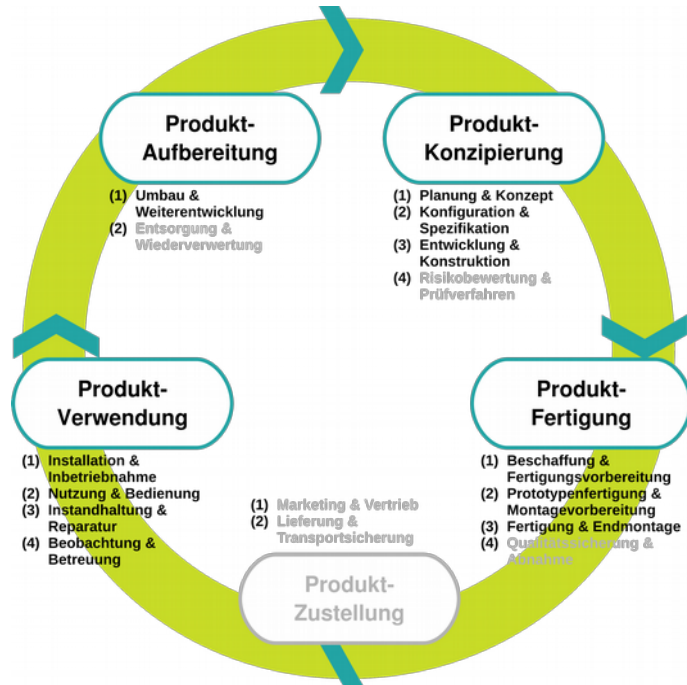 Produkt-
Aufbereitung
(1) Umbau &
Weiterentwicklung
(2) Entsorgung &
Wiederverwertung
Produkt-
Konzipierung
(1) Planung & Konzept
(2) Konfiguration &
Spezifikation
(3) Entwicklung &
Konstruktion
(4) Risikobewertung &
Prüfverfahren
Produkt-
Verwendung
(1) Installation &
Inbetriebnahme
(2) Nutzung & Bedienung
(3) Instandhaltung &
Reparatur
(4) Beobachtung &
Betreuung
Produkt-
Fertigung
(1) Beschaffung &
Fertigungsvorbereitung
(2) Prototypenfertigung &
Montagevorbereitung
(3) Fertigung & Endmontage
(4) Qualitätssicherung &
Abnahme
(1) Marketing & Vertrieb
(2) Lieferung &
Transportsicherung
Produkt-
Zustellung